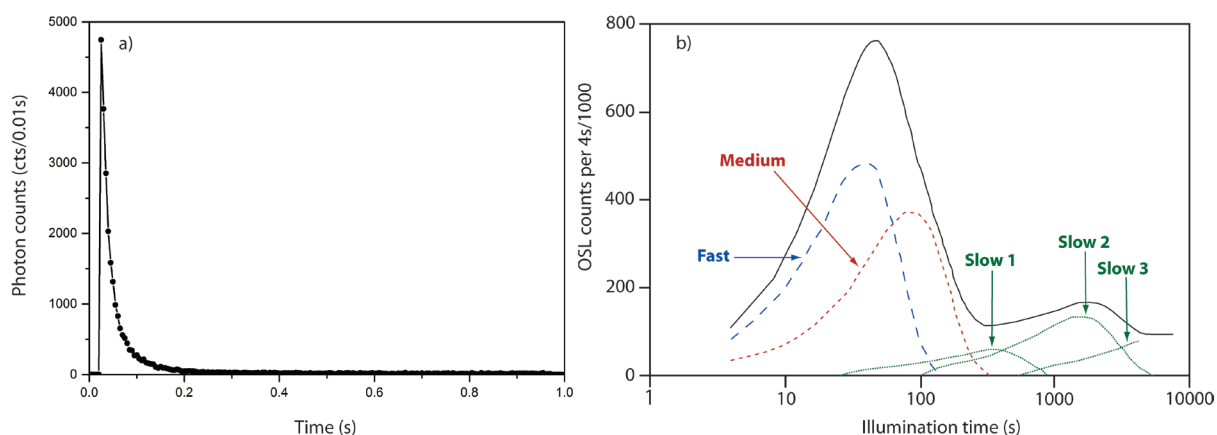 a)
Photon counts (cts/0.01s)
5000
4000
3000
2000
1000
0
0.0 0.2 0.4 0.6 0.8 1.0
Time (s)
b)
OSL counts per 4s/1000
800
600
400
200
0
Medium
Fast
Slow 1
Slow 2
Slow 3
1 10 100 1000 10000
Illumination time (s)